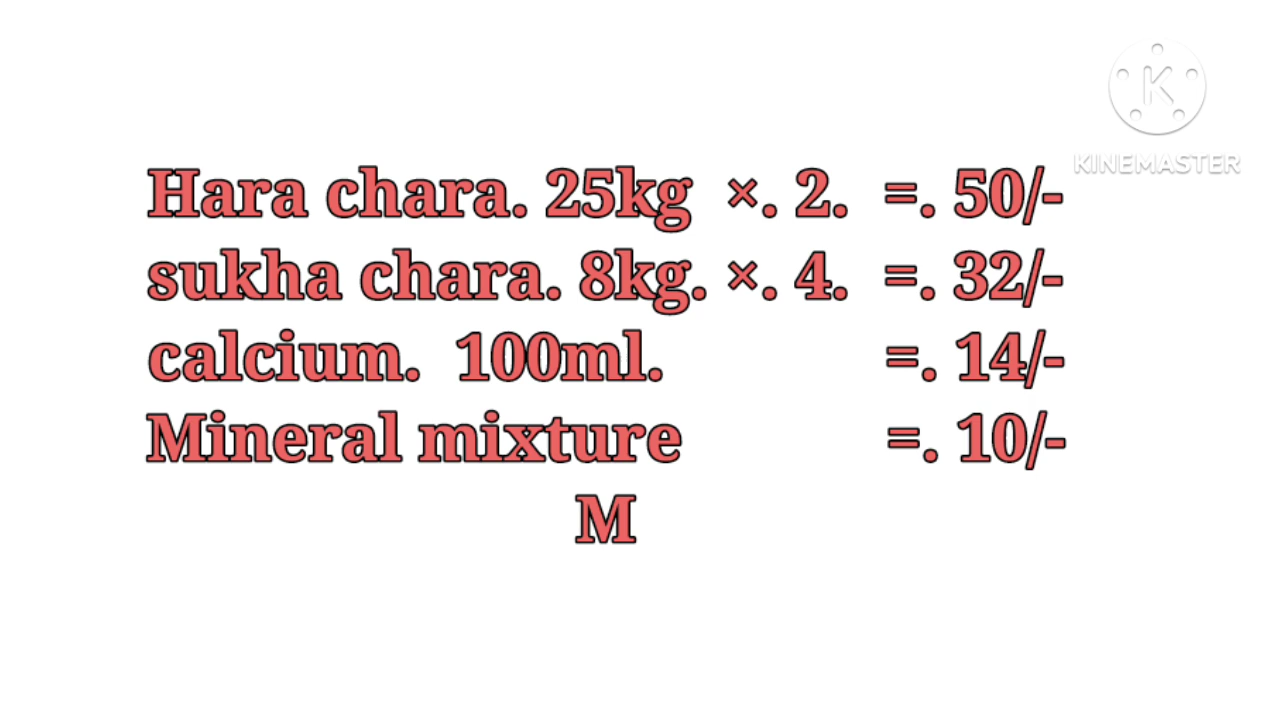 KINEMASTER
Hara chara. 25kg ×. 2. =. 50/-
sukha chara. 8kg. ×. 4. =. 32/-
calcium. 100ml. =. 14/-
Mineral mixture =. 10/-
M